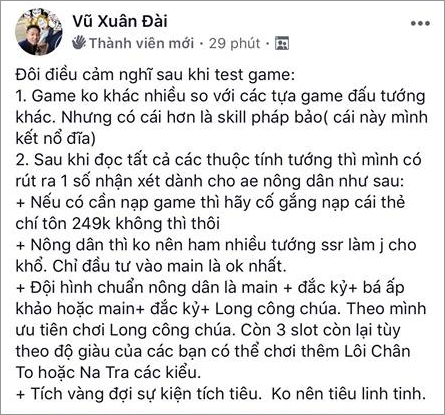 Vũ Xuân Đài
Thành viên mới · 29 phút ·
Đôi điều cảm nghĩ sau khi test game:
1. Game ko khác nhiều so với các tựa game đấu tướng
khác. Nhưng có cái hơn là skill pháp bảo( cái này mình
kết nổ đĩa)
2. Sau khi đọc tất cả các thuộc tính tướng thì mình có
rút ra 1 số nhận xét dành cho ae nông dân như sau:
+ Nếu có cần nạp game thì hãy cố gắng nạp cái thẻ
chí tôn 249k không thì thôi
+ Nông dân thì ko nên ham nhiều tướng ssr làm j cho
khổ. Chỉ đầu tư vào main là ok nhất.
+ Đội hình chuẩn nông dân là main + đắc kỷ+ bá ấp
khảo hoặc main+ đắc kỷ+ Long công chúa. Theo mình
ưu tiên chơi Long công chúa. Còn 3 slot còn lại tùy
theo độ giàu của các bạn có thể chơi thêm Lôi Chân
To hoặc Na Tra các kiểu.
+ Tích vàng đợi sự kiện tích tiêu. Ko nên tiêu linh tinh.